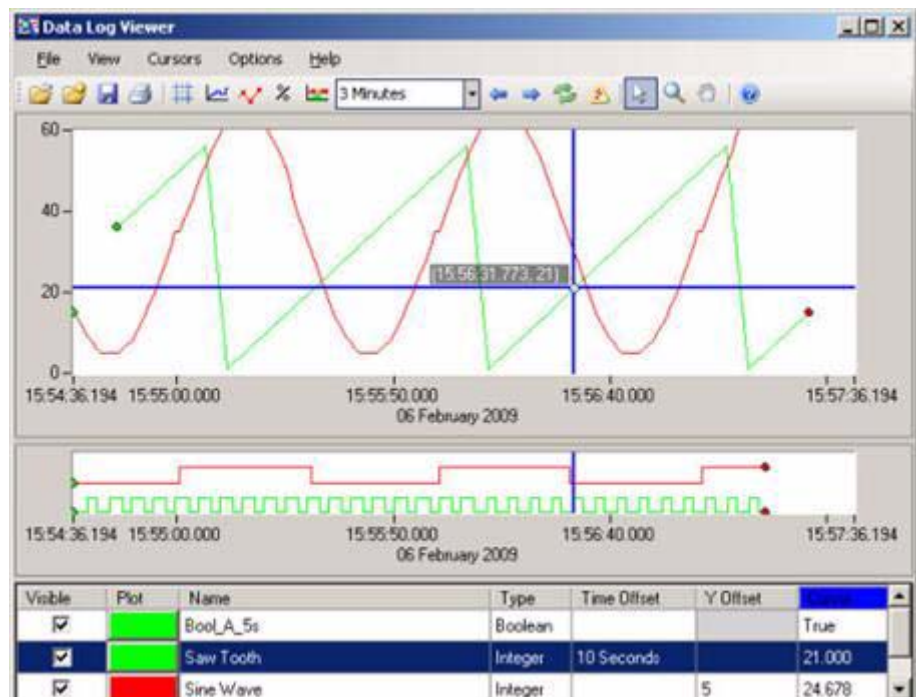 Data Log Viewer
File View Cursors Options Help
3 Minutes
60
40
[15:56:31.773, 21]
20
0
15:54:36.194 15:55:00.000 15:55:50.000 15:56:40.000 15:57:36.194
06 February 2009
15:54:36.194 15:55:00.000 15:55:50.000 15:56:40.000 15:57:36.194
06 February 2009
Visible Plot Name Type Time Offset Y Offset
Bool_A_5s Boolean True
Saw Tooth Integer 10 Seconds 21.000
Sine Wave Integer 5 24.678